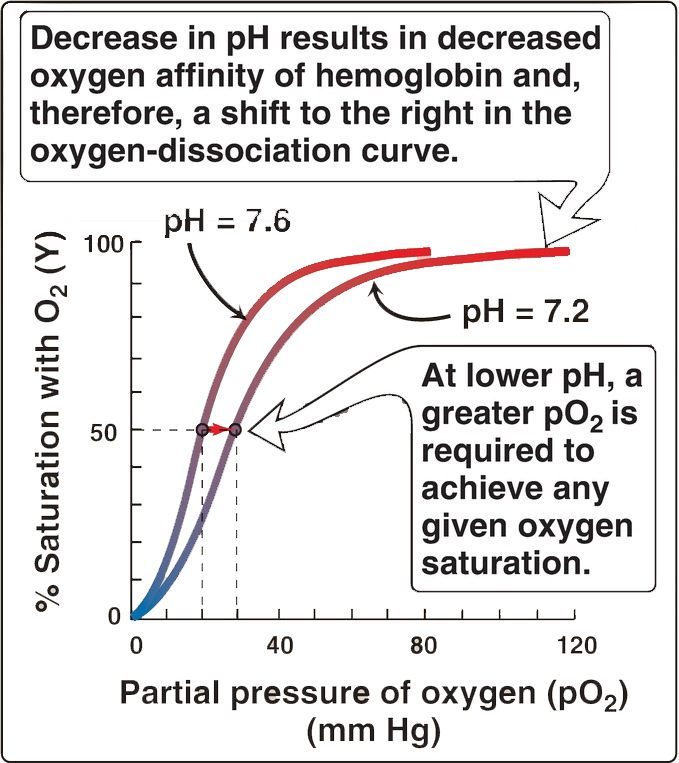 Decrease in pH results in decreased
oxygen affinity of hemoglobin and,
therefore, a shift to the right in the
oxygen-dissociation curve.
pH = 7.6
100
pH = 7.2
At lower pH, a
greater pO₂ is
required to
achieve any
given oxygen
saturation.
50
0
% Saturation with O₂ (Y)
0 40 80 120
Partial pressure of oxygen (pO₂)
(mm Hg)